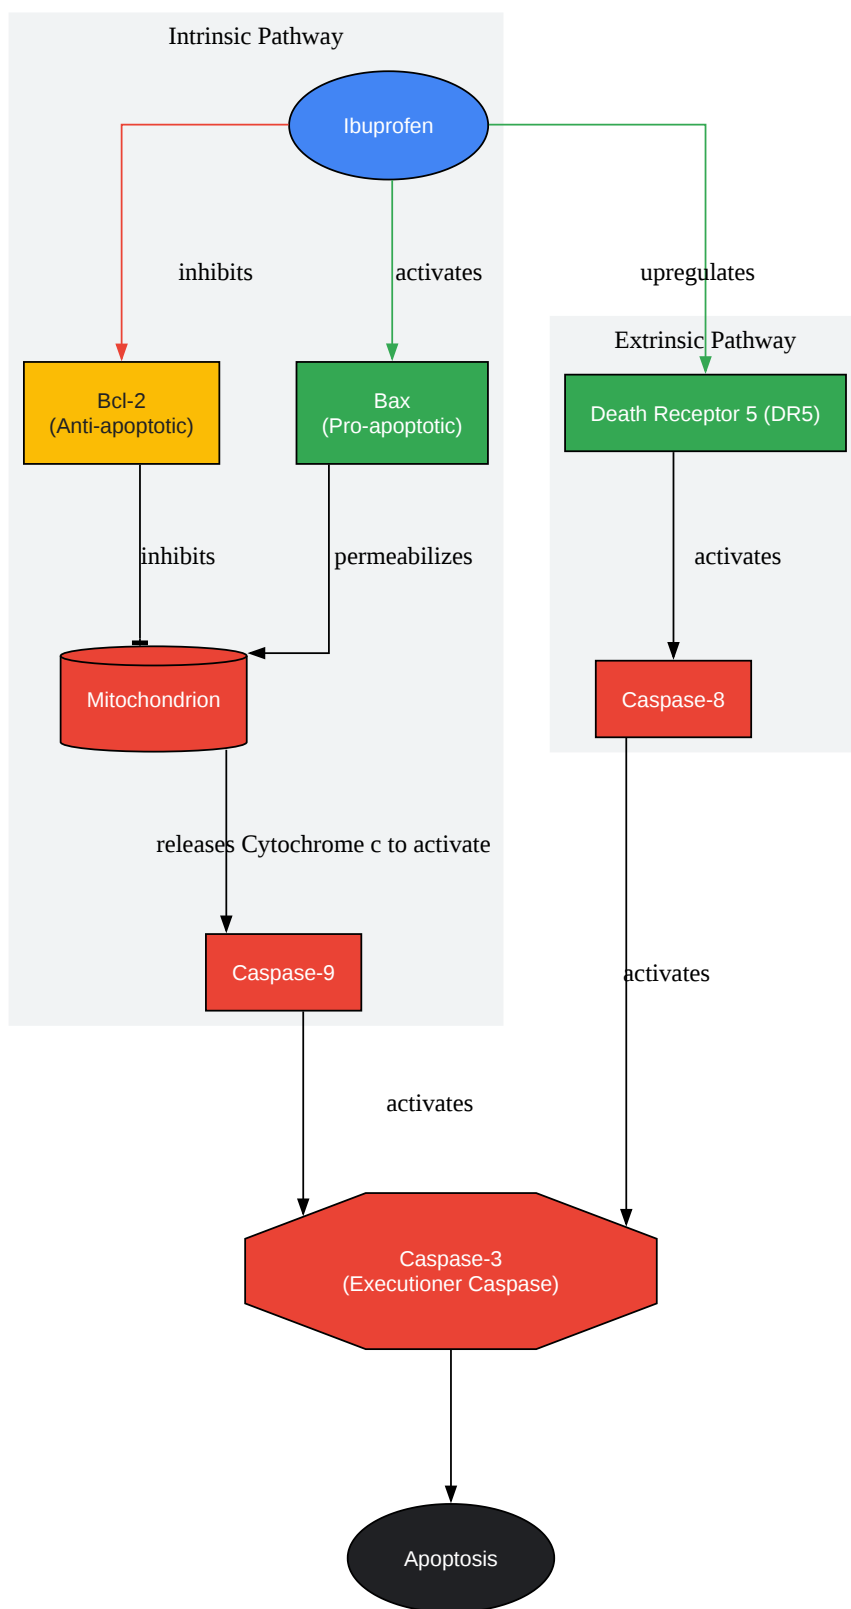 Intrinsic Pathway
Ibuprofen
inhibits
activates
upregulates
Extrinsic Pathway
Bcl-2
(Anti-apoptotic)
Bax
(Pro-apoptotic)
Death Receptor 5 (DR5)
inhibits
permeabilizes
activates
Mitochondrion
Caspase-8
releases Cytochrome c to activate
Caspase-9
activates
activates
Caspase-3
(Executioner Caspase)
Apoptosis